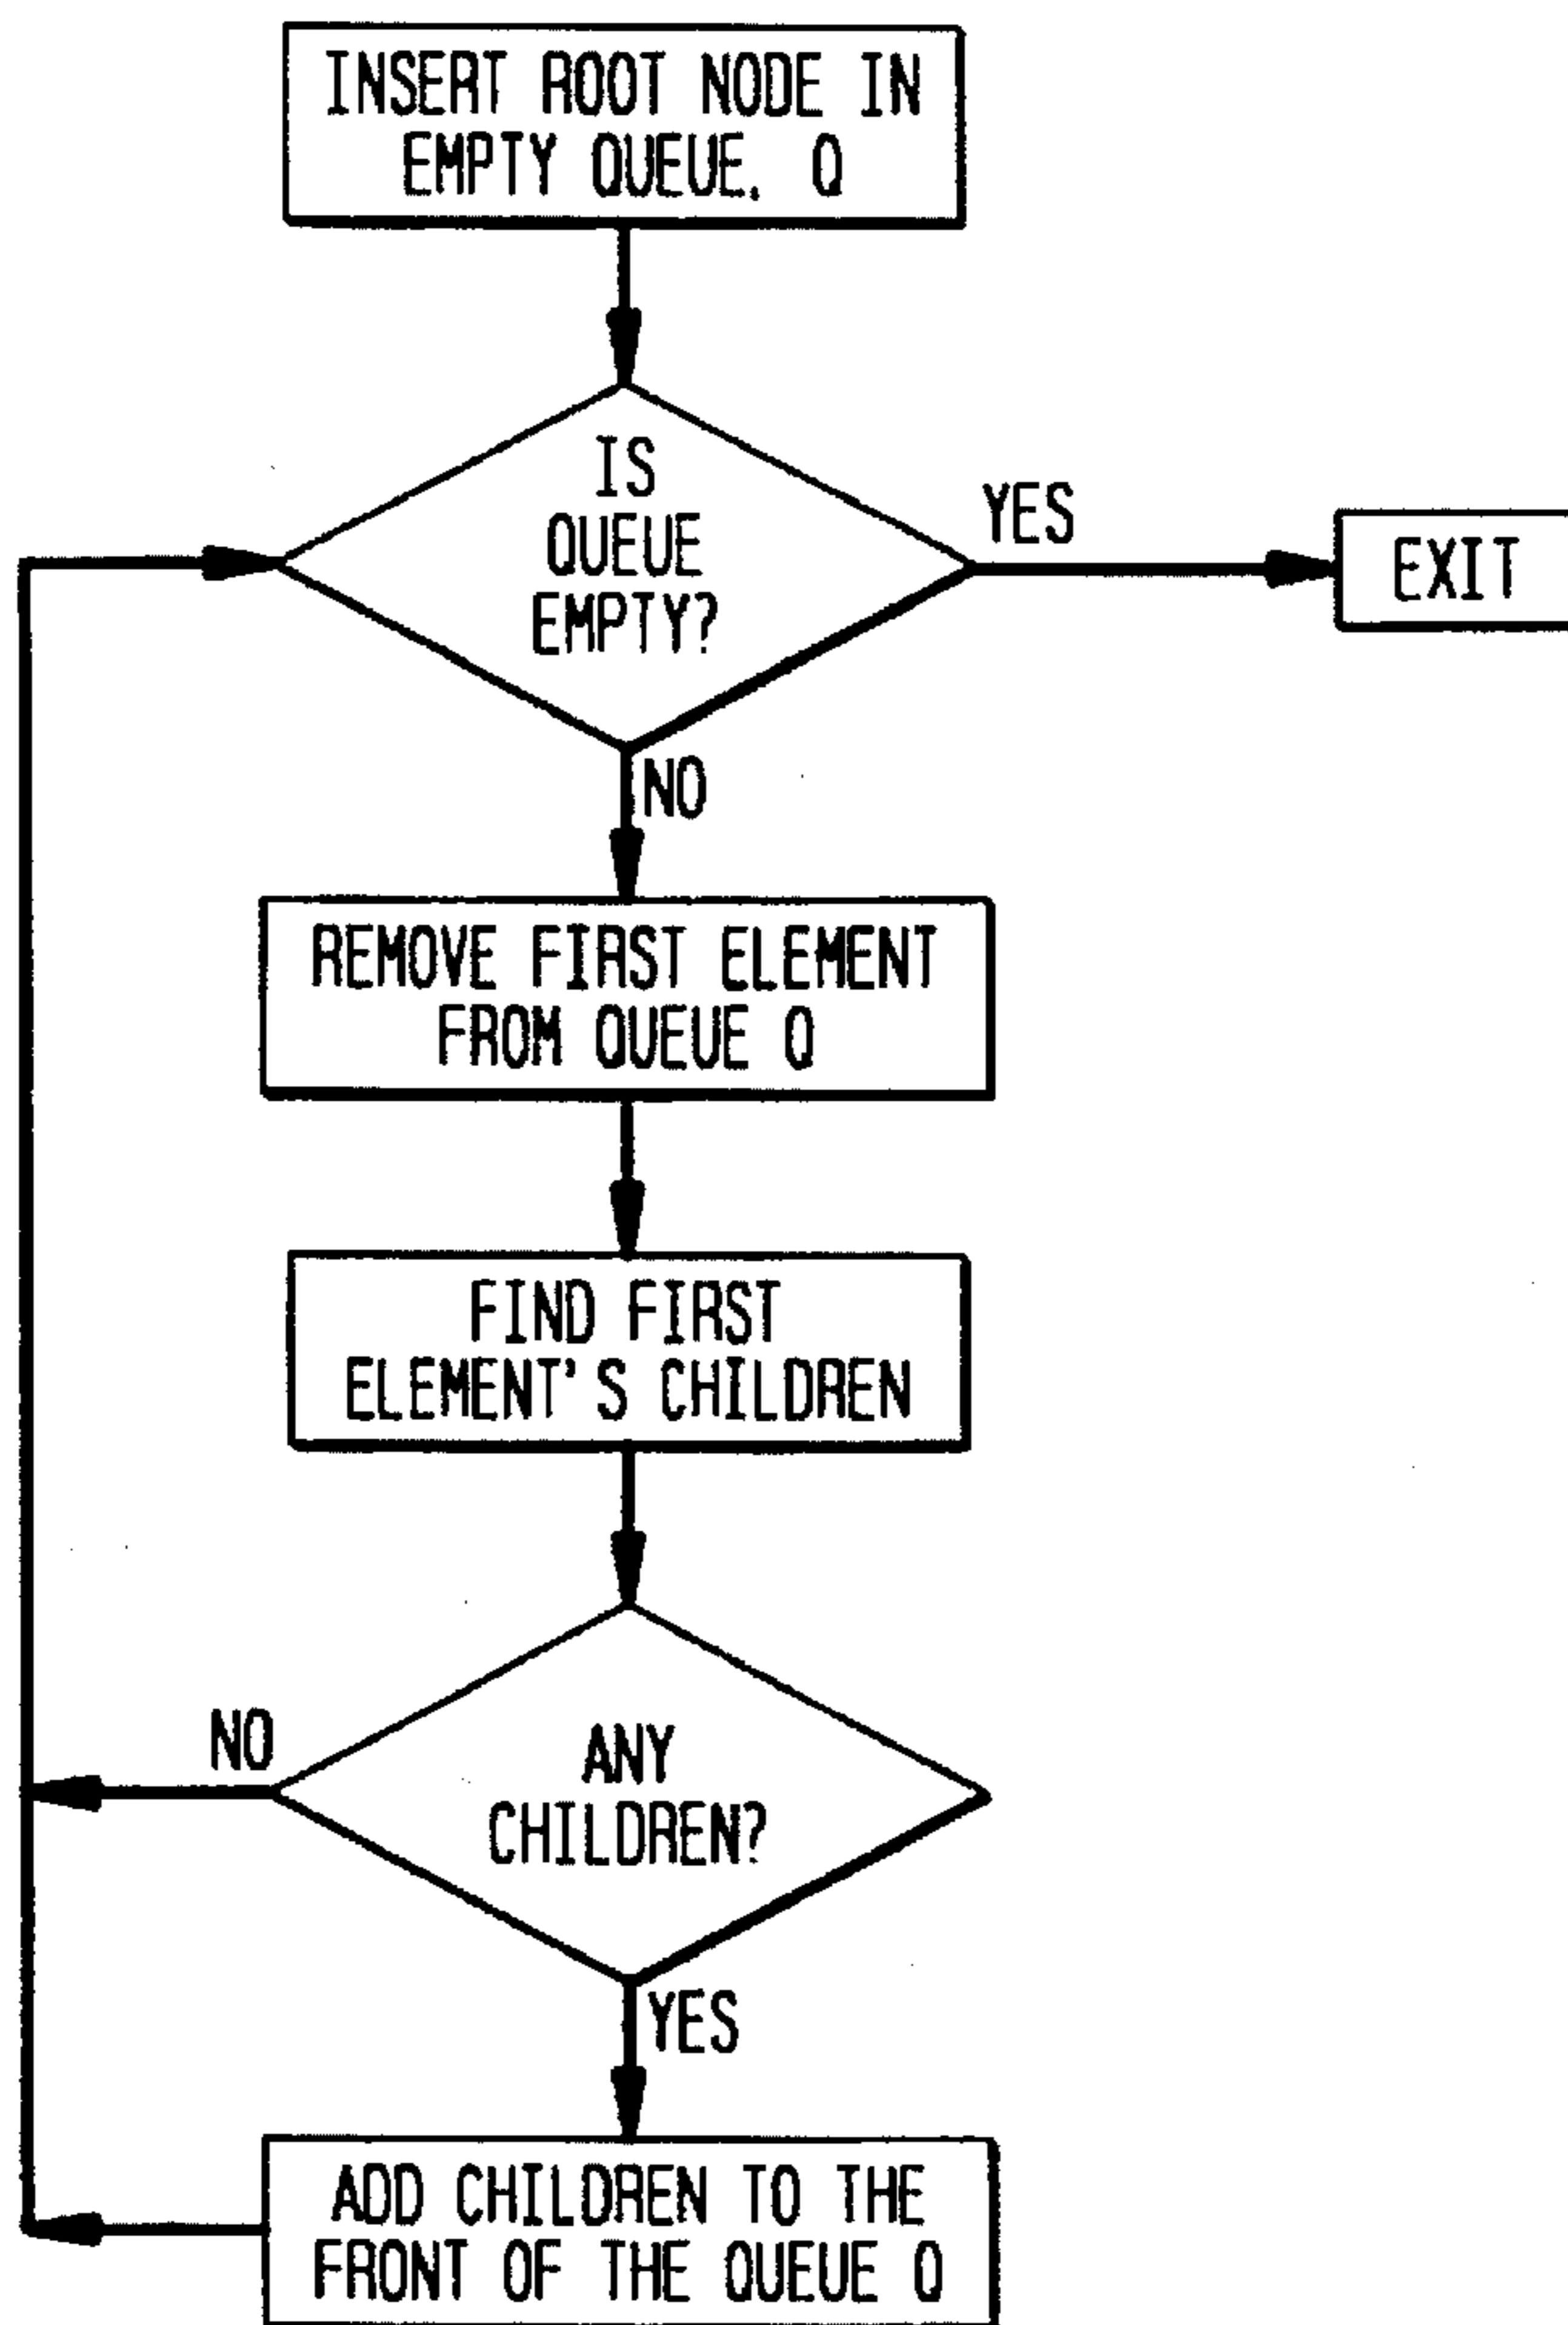 INSERT ROOT NODE IN
EMPTY QUEUE, Q
IS
QUEUE
EMPTY?
YES
EXIT
NO
REMOVE FIRST ELEMENT
FROM QUEUE Q
FIND FIRST
ELEMENT'S CHILDREN
NO
ANY
CHILDREN?
YES
ADD CHILDREN TO THE
FRONT OF THE QUEUE Q